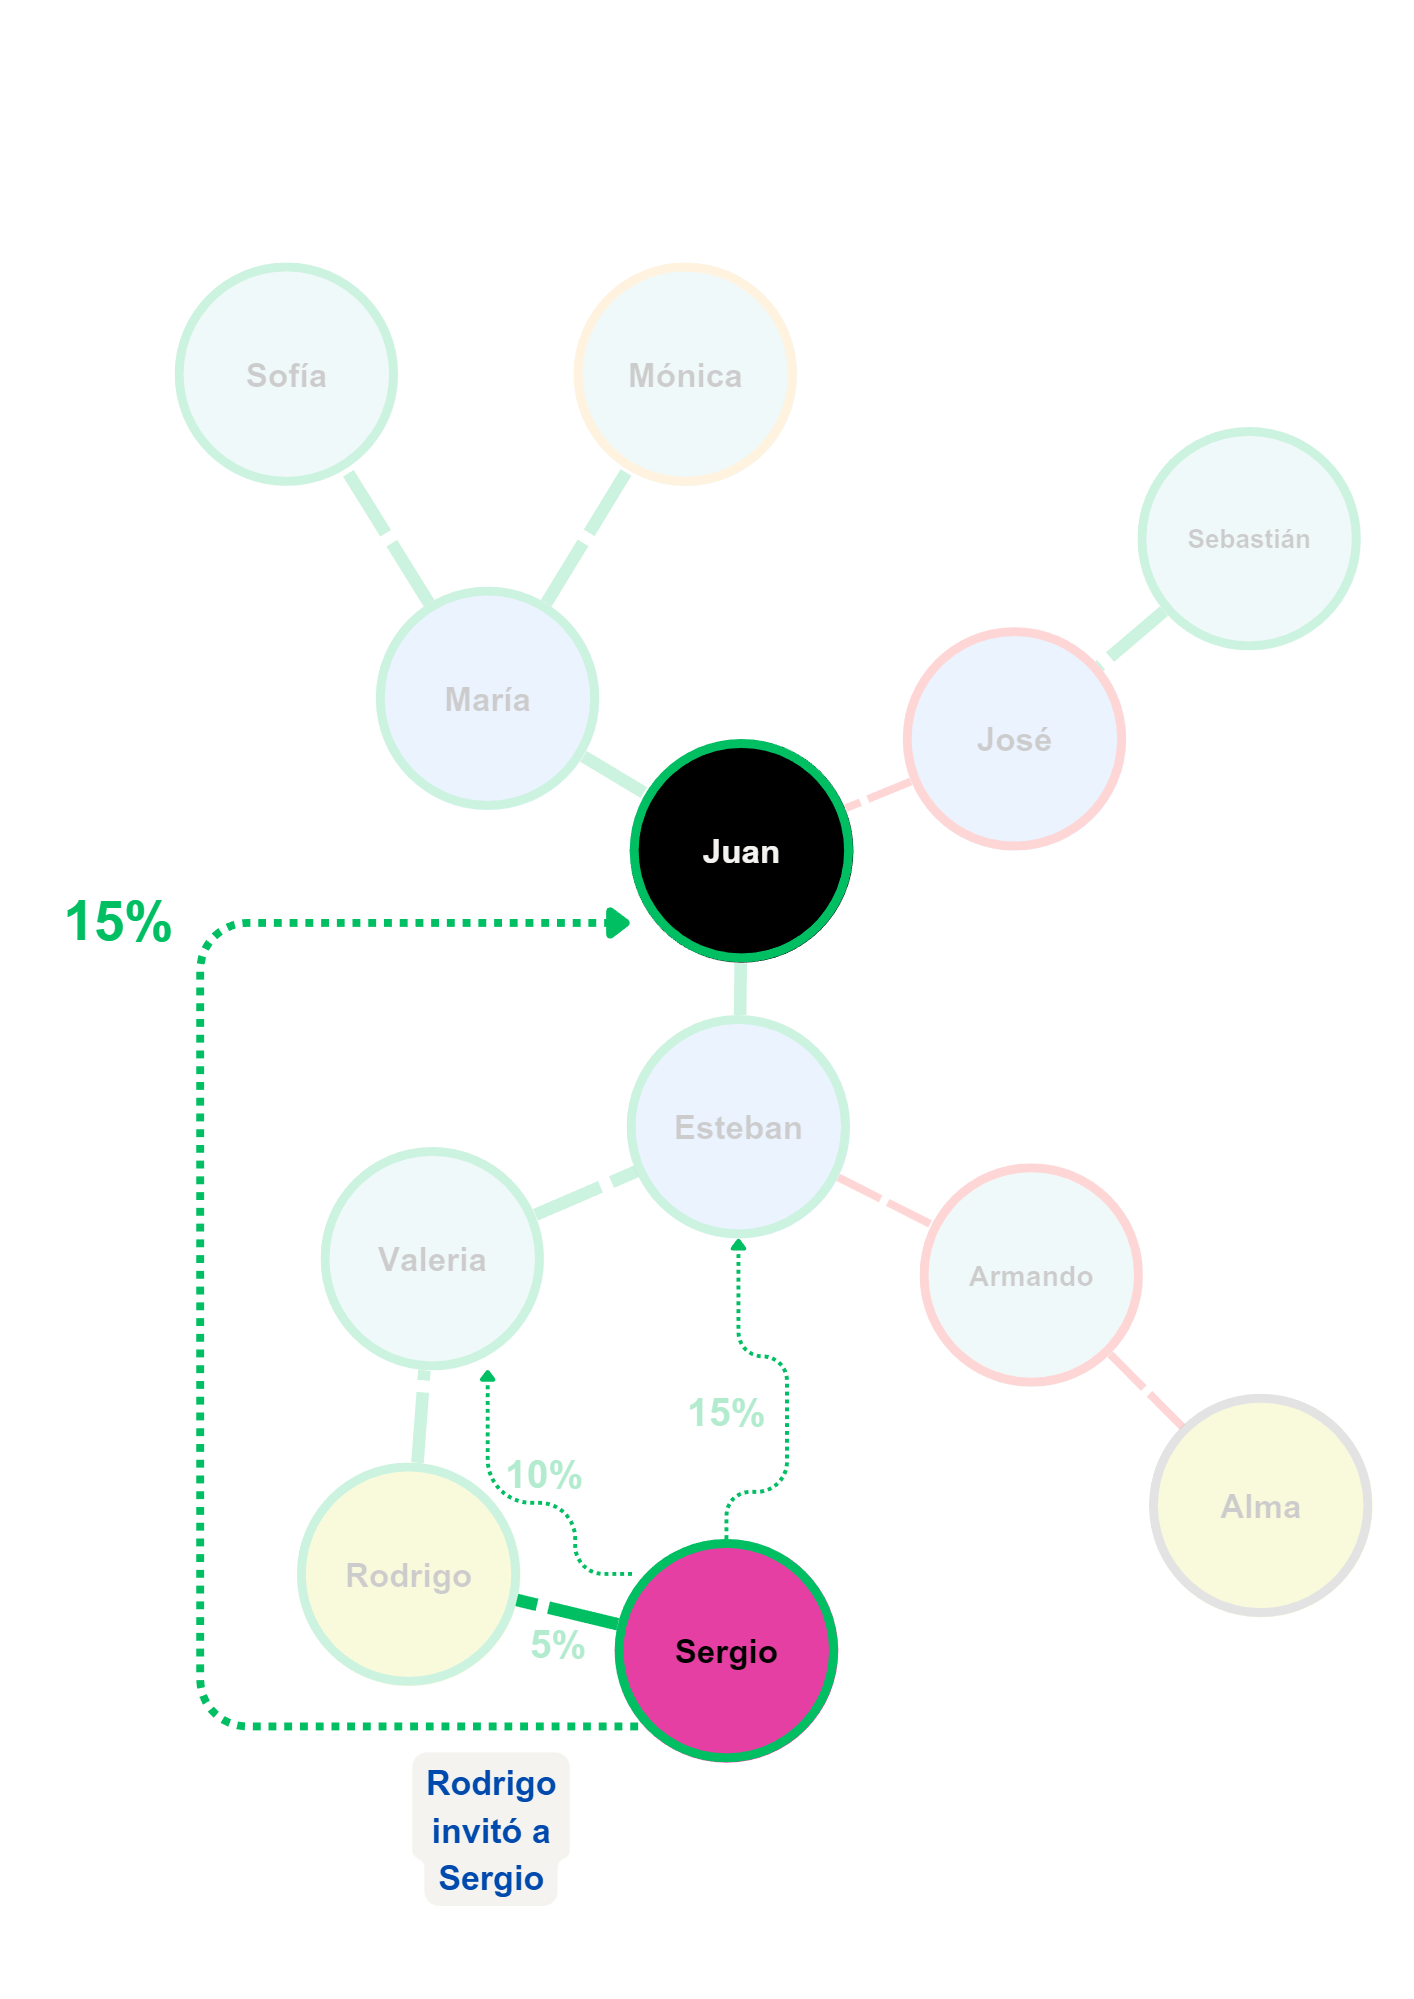 Sofía
Mónica
Sebastián
María
José
Juan
15%
Esteban
Valeria
Armando
15%
10%
Alma
Rodrigo
5%
Sergio
Rodrigo
invitó a
Sergio